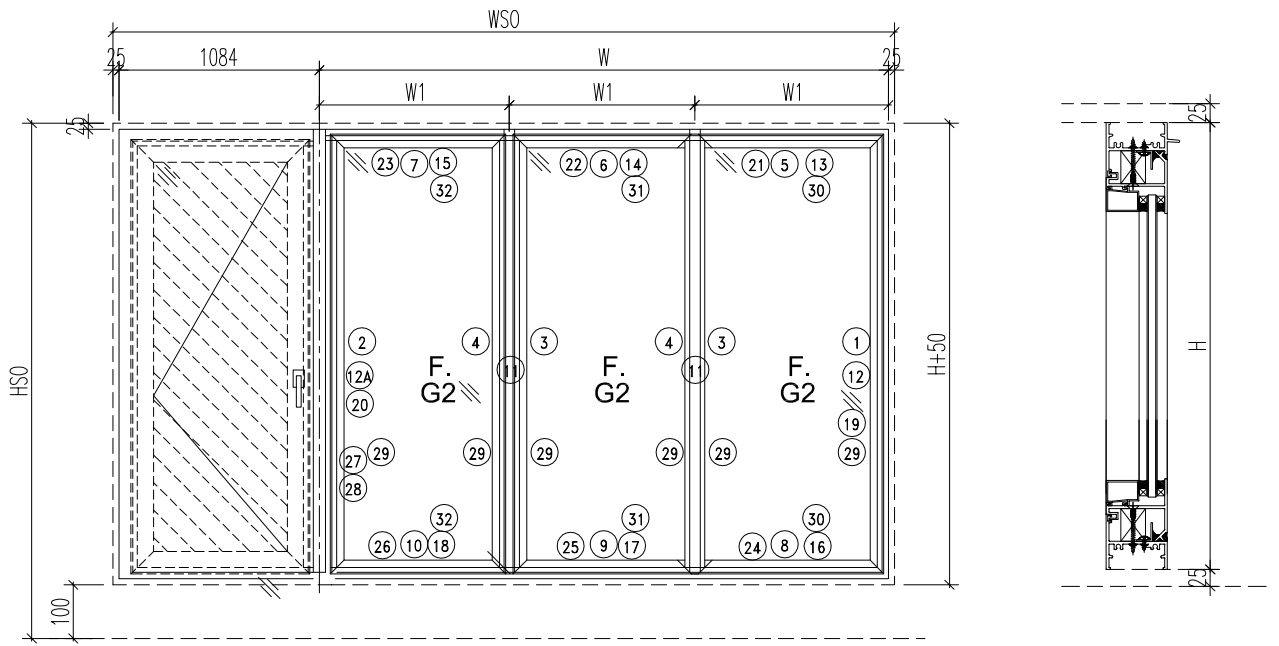 WSO
25 1084 W 25
W1 W1 W1
25 25
23 7 15 22 6 14 21 5 13
32 31 30
2 4 3 4 3 1
F. F. F.
12A 11 11 12
G2 G2 G2
20
19
29 29 29 29 29 29
27
28
32 31 30
26 10 18 25 9 17 24 8 16
HSO
H+50
H
100
25